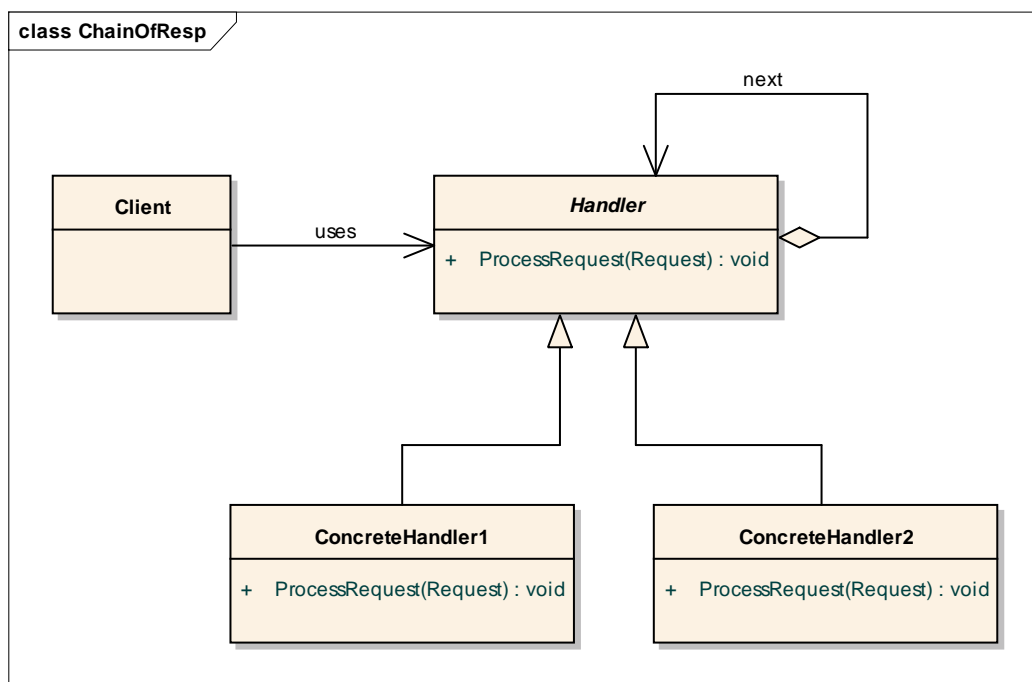 class ChainOfResp
next
Client
uses
Handler
+ ProcessRequest(Request) : void
ConcreteHandler1
+ ProcessRequest(Request) : void
ConcreteHandler2
+ ProcessRequest(Request) : void